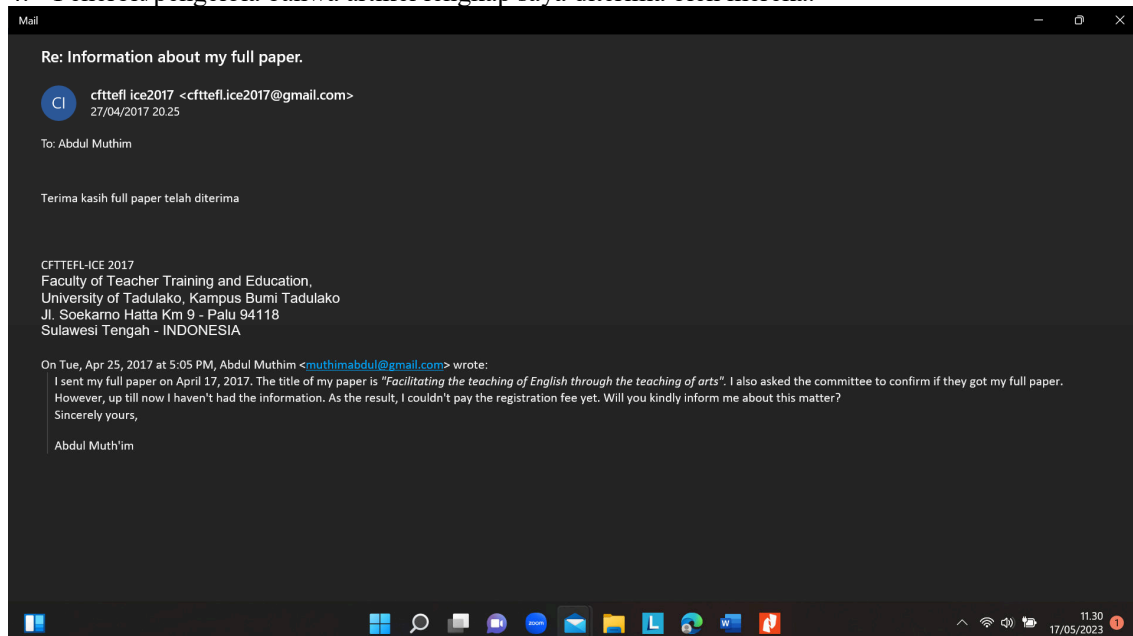 Mail
Re: Information about my full paper.
CI
cfttefl ice2017 <cfttefl.ice2017@gmail.com>
27/04/2017 20.25
To: Abdul Muthim
Terima kasih full paper telah diterima
CFTTEFL-ICE 2017
Faculty of Teacher Training and Education,
University of Tadulako, Kampus Bumi Tadulako
Jl. Soekarno Hatta Km 9 - Palu 94118
Sulawesi Tengah - INDONESIA
On Tue, Apr 25, 2017 at 5:05 PM, Abdul Muthim <muthimabdul@gmail.com> wrote:
I sent my full paper on April 17, 2017. The title of my paper is "Facilitating the teaching of English through the teaching of arts". I also asked the committee to confirm if they got my full paper.
However, up till now I haven't had the information. As the result, I couldn't pay the registration fee yet. Will you kindly inform me about this matter?
Sincerely yours,
Abdul Muth'im
zoom
L
W
11.30
17/05/2023
1